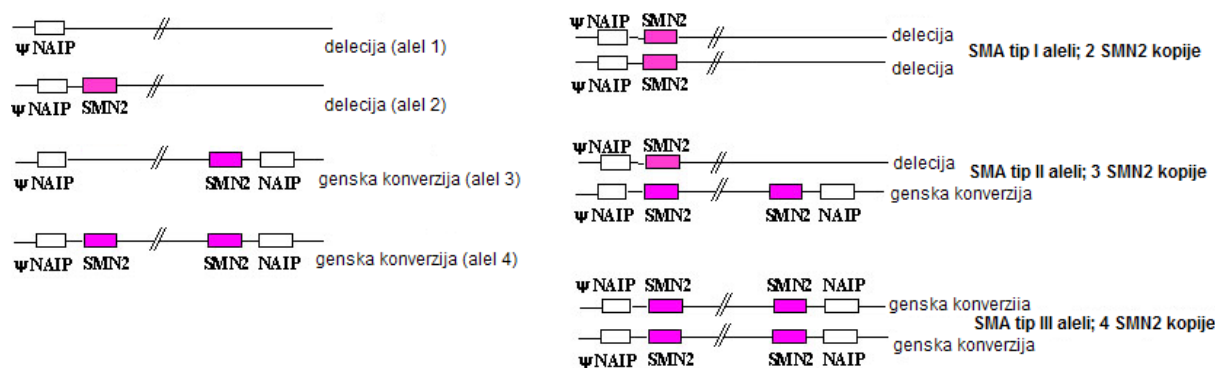 ΨNAIP
delecija (alel 1)
ΨNAIP SMN2
delecija (alel 2)
ΨNAIP SMN2 NAIP
genska konverzija (alel 3)
ΨNAIP SMN2 SMN2 NAIP
genska konverzija (alel 4)
ΨNAIP SMN2
delecija
SMA tip I aleli; 2 SMN2 kopije
delecija
ΨNAIP SMN2
ΨNAIP SMN2
delecija
SMA tip II aleli; 3 SMN2 kopije
genska konverzija
ΨNAIP SMN2 SMN2 NAIP
ΨNAIP SMN2 SMN2 NAIP
genska konverzija
SMA tip III aleli; 4 SMN2 kopije
genska konverzija
ΨNAIP SMN2 SMN2 NAIP